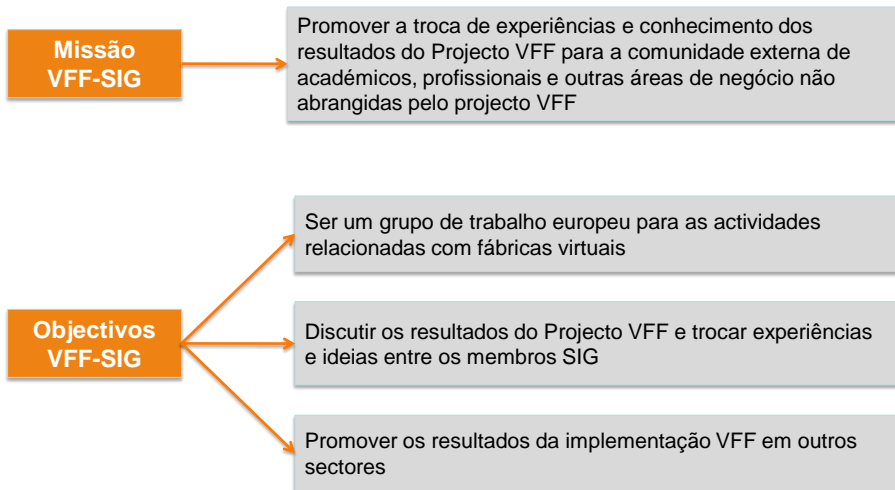 Missão
VFF-SIG
Promover a troca de experiências e conhecimento dos
resultados do Projecto VFF para a comunidade externa de
académicos, profissionais e outras áreas de negócio não
abrangidas pelo projecto VFF
Ser um grupo de trabalho europeu para as actividades
relacionadas com fábricas virtuais
Objectivos
VFF-SIG
Discutir os resultados do Projecto VFF e trocar experiências
e ideias entre os membros SIG
Promover os resultados da implementação VFF em outros
sectores